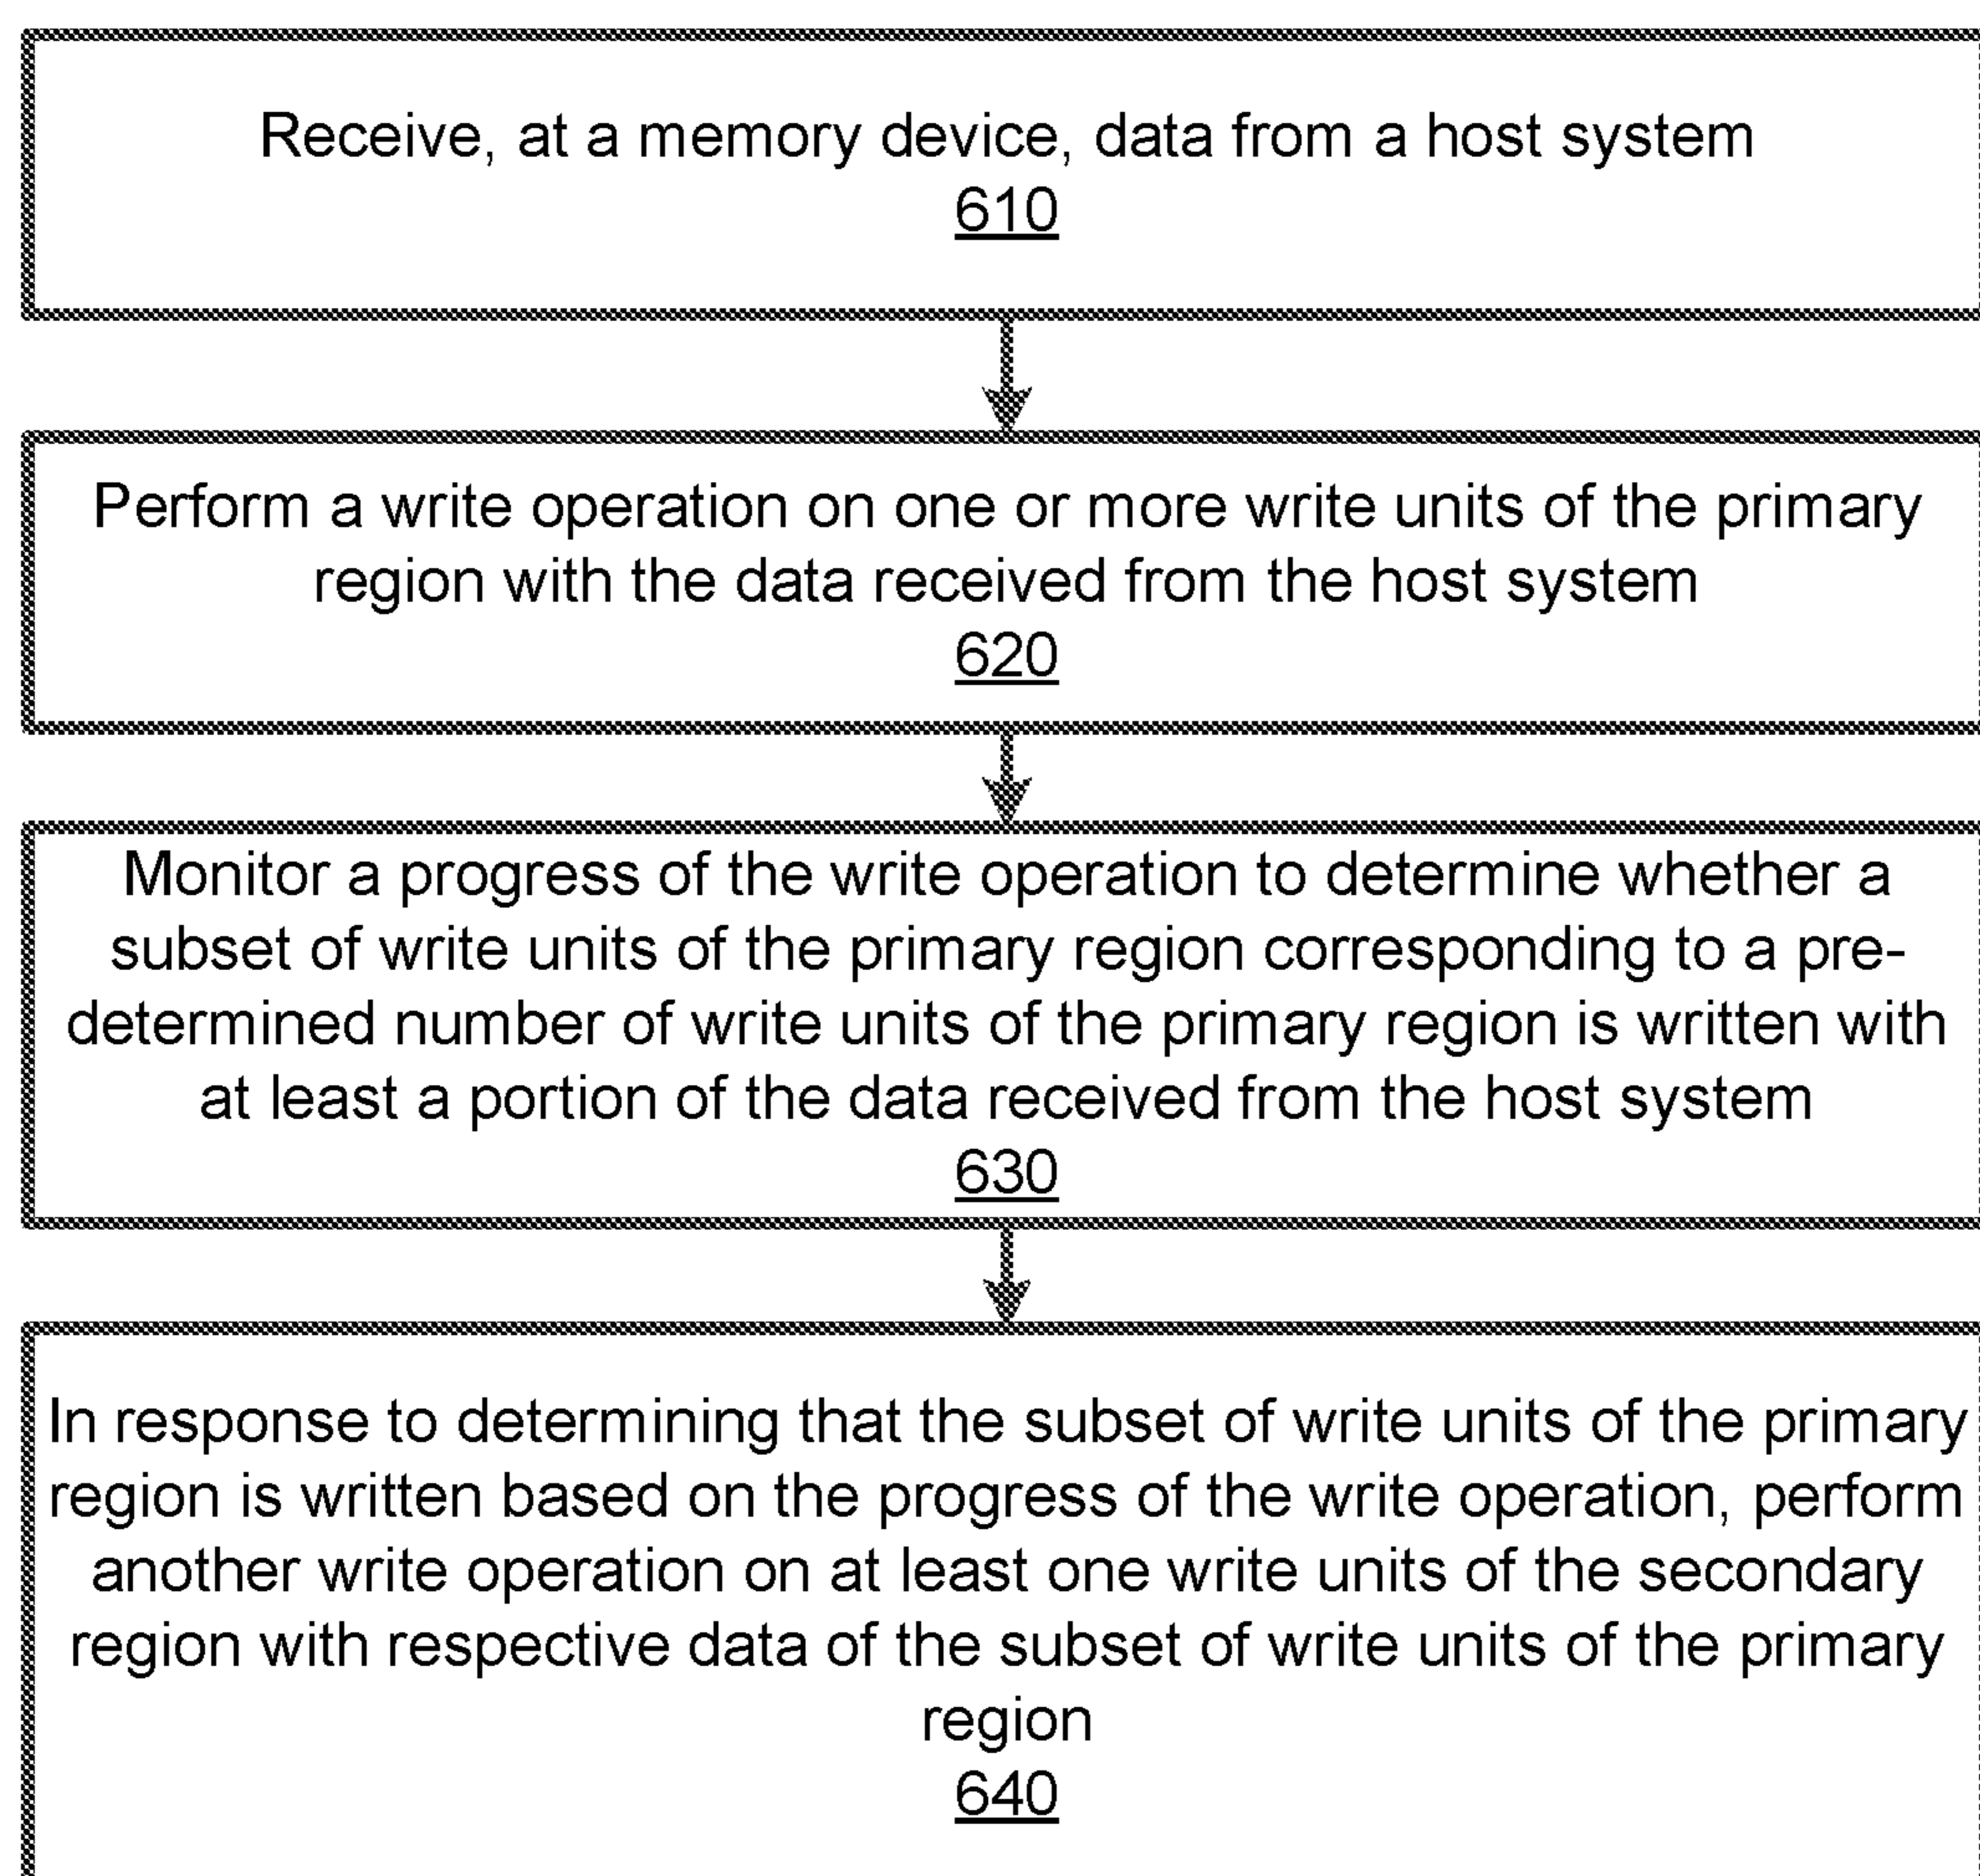 Receive, at a memory device, data from a host system
610
Perform a write operation on one or more write units of the primary
region with the data received from the host system
620
Monitor a progress of the write operation to determine whether a
subset of write units of the primary region corresponding to a pre-
determined number of write units of the primary region is written with
at least a portion of the data received from the host system
630
In response to determining that the subset of write units of the primary
region is written based on the progress of the write operation, perform
another write operation on at least one write units of the secondary
region with respective data of the subset of write units of the primary
region
640